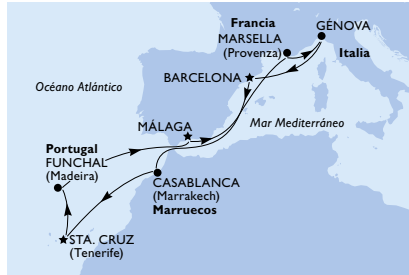 Francia
MARSELLA
(Provenza)
GÉNOVA
Italia
BARCELONA
Océano Atlántico
Mar Mediterráneo
MÁLAGA
Portugal
FUNCHAL
(Madeira)
CASABLANCA
(Marrakech)
Marruecos
STA. CRUZ
(Tenerife)